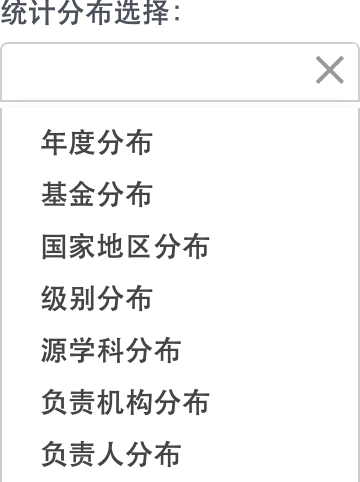 统计分布选择：
年度分布
基金分布
国家地区分布
级别分布
源学科分布
负责机构分布
负责人分布